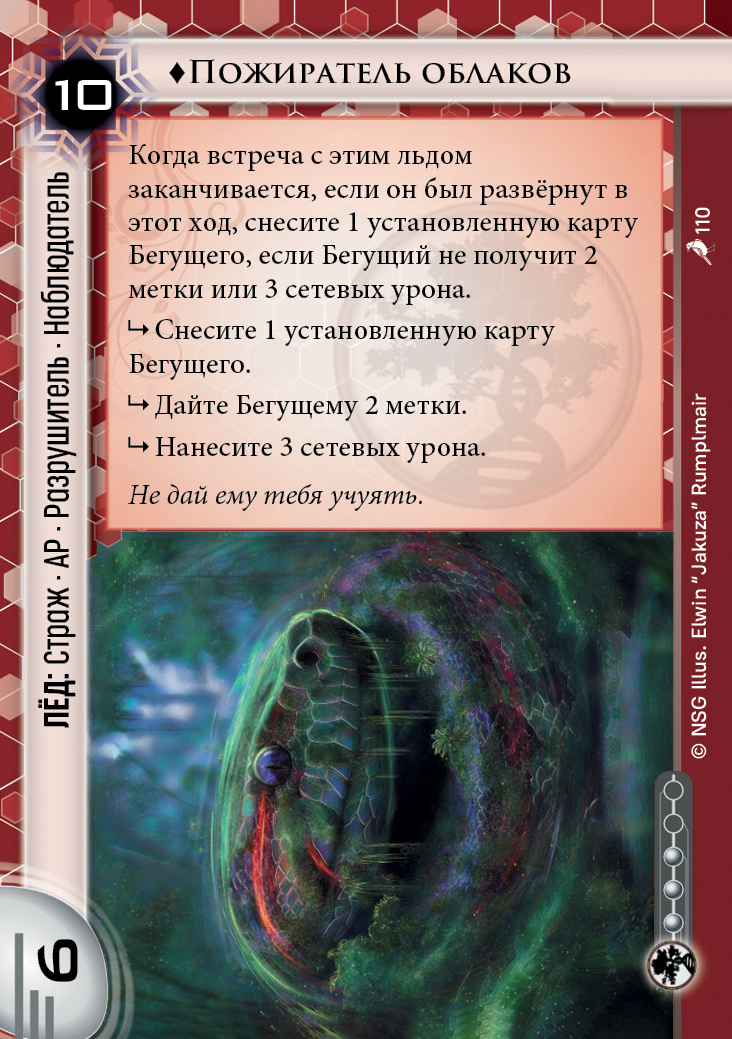 10
♦Пожиратель облаков
Когда встреча с этим льдом
заканчивается, если он был развёрнут в
этот ход, снесите 1 установленную карту
Бегущего, если Бегущий не получит 2
метки или 3 сетевых урона.
↳ Снесите 1 установленную карту
Бегущего.
↳ Дайте Бегущему 2 метки.
↳ Нанесите 3 сетевых урона.
Не дай ему тебя учуять.
ЛЁД: Страж · AP · Разрушитель · Наблюдатель
6
110
© NSG Illus. Elwin “Jakuza” Rumplmair